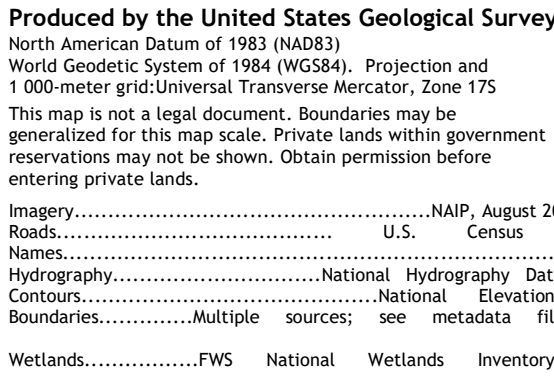 Produced by the United States Geological Survey
North American Datum of 1983 (NAD83)
World Geodetic System of 1984 (WGS84). Projection and
1 000-meter grid:Universal Transverse Mercator, Zone 17S
This map is not a legal document. Boundaries may be
generalized for this map scale. Private lands within government
reservations may not be shown. Obtain permission before
entering private lands.
Imagery....................................................NAIP, August 20
Roads.................................... U.S. Census
Names........................................................................
Hydrography..............................National Hydrography Dat
Contours...........................................National Elevation
Boundaries..............Multiple sources; see metadata fil
Wetlands.................FWS National Wetlands Inventory